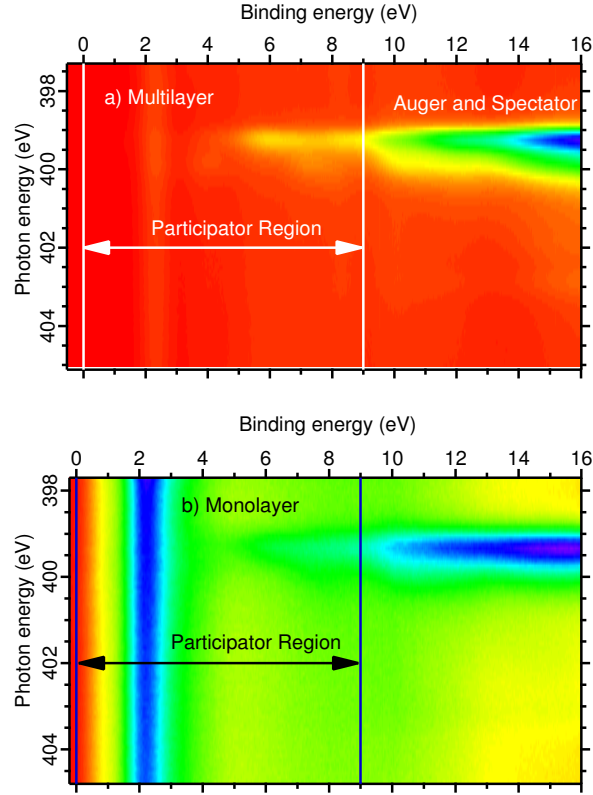 Binding energy (eV)
0 2 4 6 8 10 12 14 16
Photon energy (eV)
398
400
402
404
a) Multilayer
Auger and Spectator
Participator Region
Binding energy (eV)
0 2 4 6 8 10 12 14 16
Photon energy (eV)
398
400
402
404
b) Monolayer
Participator Region